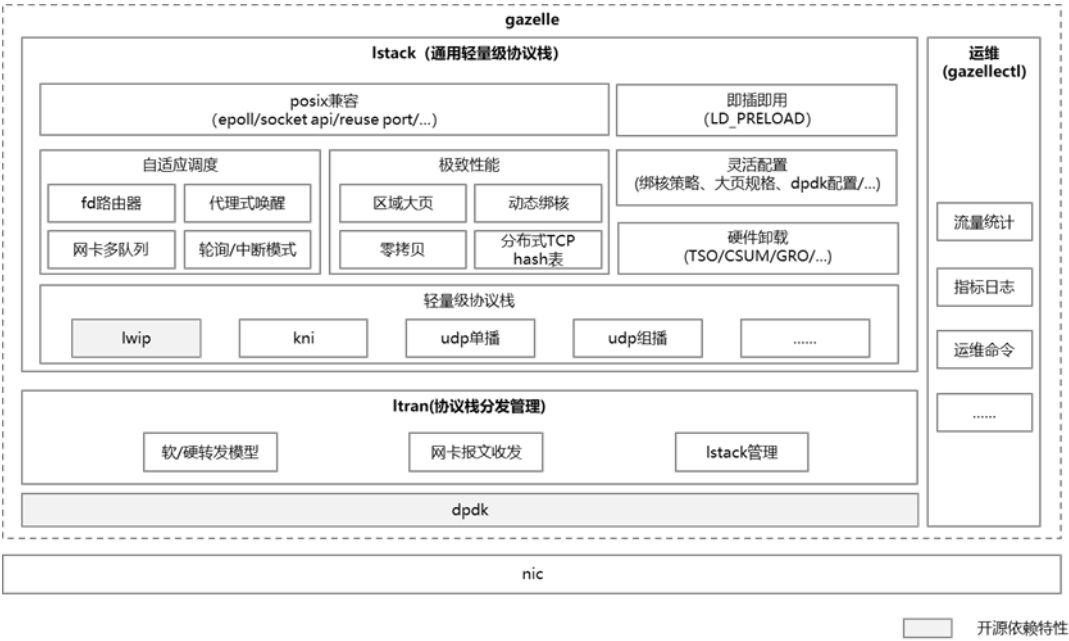 gazelle
lstack（通用轻量级协议栈）
posix兼容
（epoll/socket api/reuse port/...）
即插即用
（LD_PRELOAD）
自适应调度
fd路由器
代理式唤醒
网卡多队列
轮询/中断模式
极致性能
区域大页
动态绑核
零拷贝
分布式TCP
hash表
灵活配置
(绑核策略、大页规格、dpdk配置/...）
硬件卸载
(TSO/CSUM/GRO/...）
轻量级协议栈
lwip
kni
udp单播
udp组播
......
ltran(协议栈分发管理)
软/硬转发模型
网卡报文收发
lstack管理
dpdk
运维
(gazellectl)
流量统计
指标日志
运维命令
......
nic
开源依赖特性